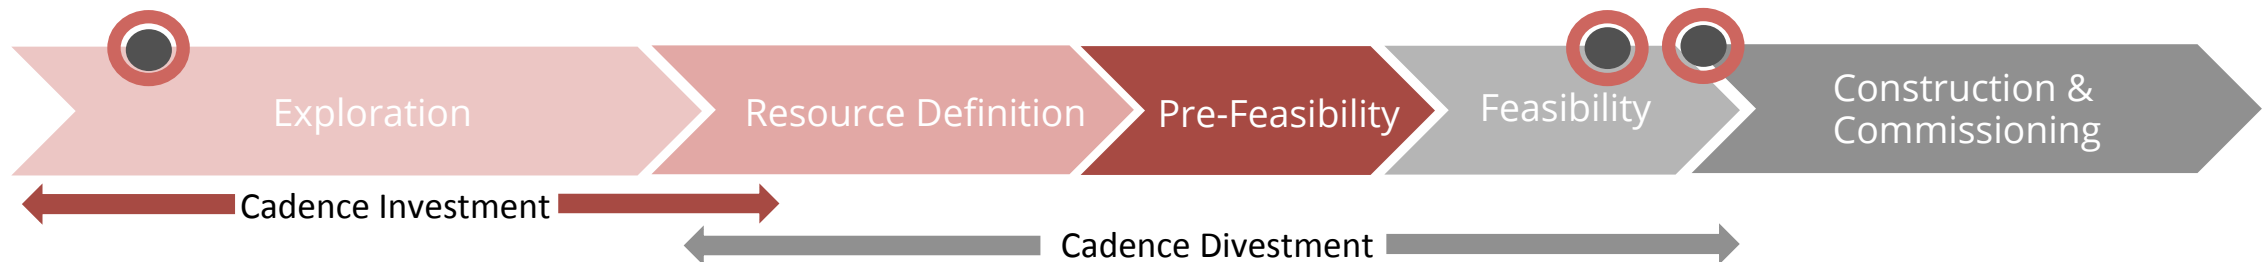 Exploration
Resource Definition
Pre-Feasibility
Feasibility
Construction &
Commissioning
Cadence Investment
Cadence Divestment